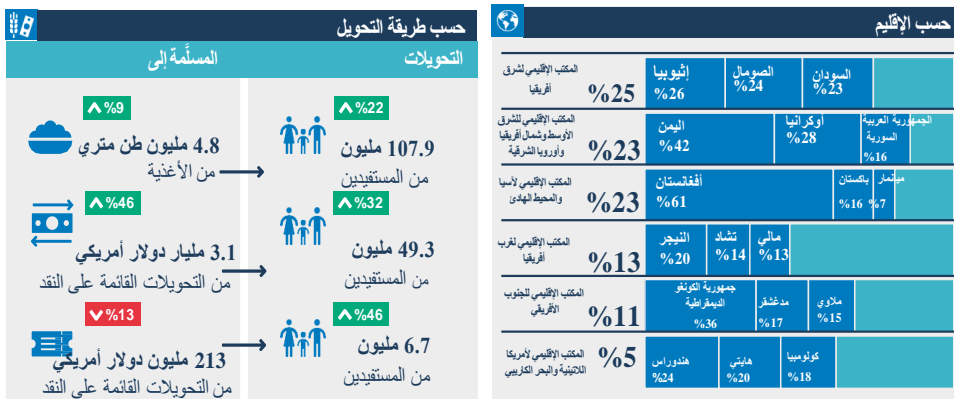 حسب الإقليم
المكتب الإقليمي لشرق
أفريقيا
%25
إثيوبيا
%26
الصومال
%24
السودان
%23
المكتب الإقليمي للشرق
الأوسط وشمال أفريقيا
وأوروبا الشرقية
%23
اليمن
%42
أوكرانيا
%28
الجمهورية العربية
السورية
%16
المكتب الإقليمي لآسيا
والمحيط الهادئ
%23
أفغانستان
%61
باكستان
%16
ميانمار
%7
المكتب الإقليمي لغرب
أفريقيا
%13
النيجر
%20
تشاد
%14
مالي
%13
المكتب الإقليمي للجنوب
الأفريقي
%11
جمهورية الكونغو
الديمقراطية
%36
مدغشقر
%17
ملاوي
%15
المكتب الإقليمي لأمريكا
اللاتينية والبحر الكاريبي
%5
هندوراس
%24
هايتي
%20
كولومبيا
%18
حسب طريقة التحويل
التحويلات
المسلَّمة إلى
%22
107.9 مليون
من المستفيدين
%9
4.8 مليون طن متري
من الأغذية
%32
49.3 مليون
من المستفيدين
%46
3.1 مليار دولار أمريكي
من التحويلات القائمة على النقد
%46
6.7 مليون
من المستفيدين
%13
213 مليون دولار أمريكي
من التحويلات القائمة على النقد